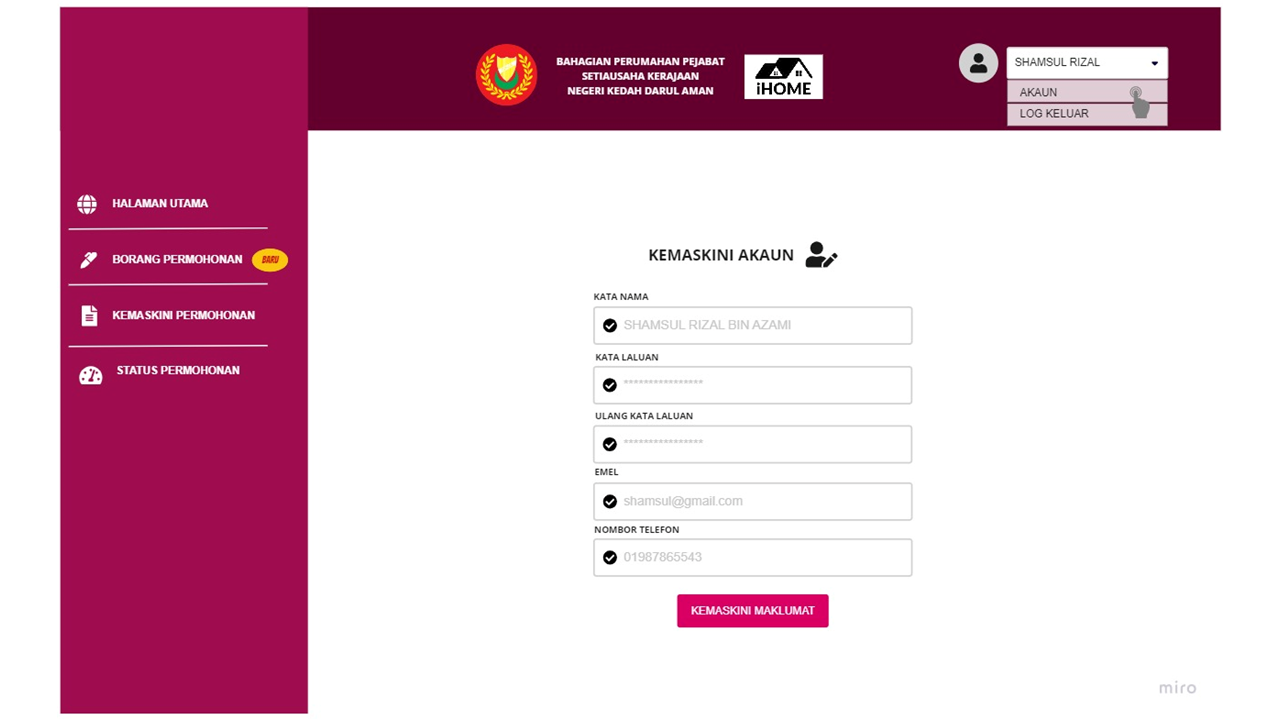 BAHAGIAN PERUMAHAN PEJABAT
SETIAUSAHA KERAJAAN
NEGERI KEDAH DARUL AMAN
iHOME
SHAMSUL RIZAL
AKAUN
LOG KELUAR
HALAMAN UTAMA
BORANG PERMOHONAN
BARU
KEMASKINI PERMOHONAN
STATUS PERMOHONAN
KEMASKINI AKAUN
KATA NAMA
SHAMSUL RIZAL BIN AZAMI
KATA LALUAN
****************
ULANG KATA LALUAN
****************
EMEL
shamsul@gmail.com
NOMBOR TELEFON
01987865543
KEMASKINI MAKLUMAT
miro